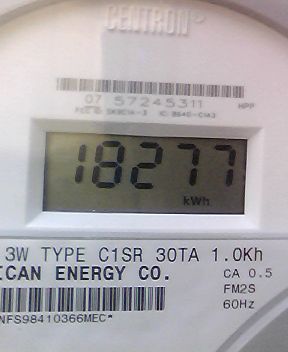 CENTRON
07 57245311 HPP
18277
kWh
3W TYPE C1SR 30TA 1.0Kh
ICAN ENERGY CO. CA 0.5
FM2S
60Hz
NFS98410366MEC*